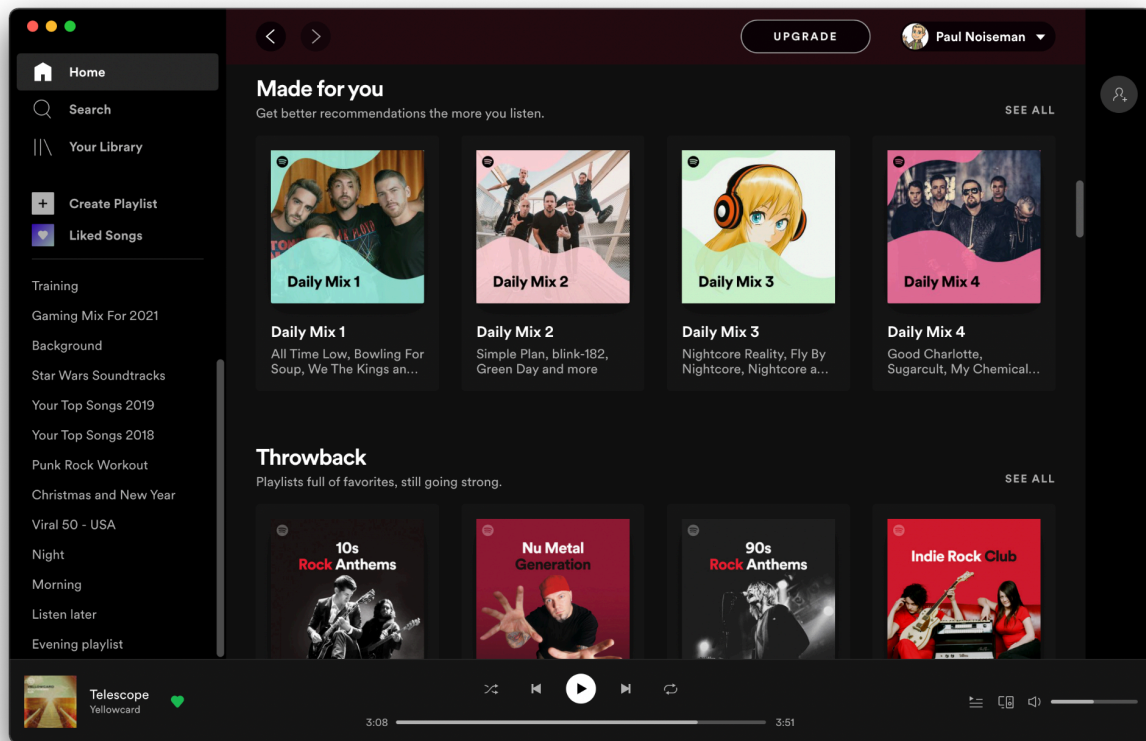 Home
Search
Your Library
Create Playlist
Liked Songs
Training
Gaming Mix For 2021
Background
Star Wars Soundtracks
Your Top Songs 2019
Your Top Songs 2018
Punk Rock Workout
Christmas and New Year
Viral 50 - USA
Night
Morning
Listen later
Evening playlist
UPGRADE
Paul Noiseman
Made for you
Get better recommendations the more you listen.
SEE ALL
Daily Mix 1
Daily Mix 2
Daily Mix 3
Daily Mix 4
Daily Mix 1
All Time Low, Bowling For
Soup, We The Kings an...
Daily Mix 2
Simple Plan, blink-182,
Green Day and more
Daily Mix 3
Nightcore Reality, Fly By
Nightcore, Nightcore a...
Daily Mix 4
Good Charlotte,
Sugarcult, My Chemical...
Throwback
Playlists full of favorites, still going strong.
SEE ALL
10s
Rock Anthems
Nu Metal
Generation
90s
Rock Anthems
Indie Rock Club
Telescope
Yellowcard
3:08
3:51